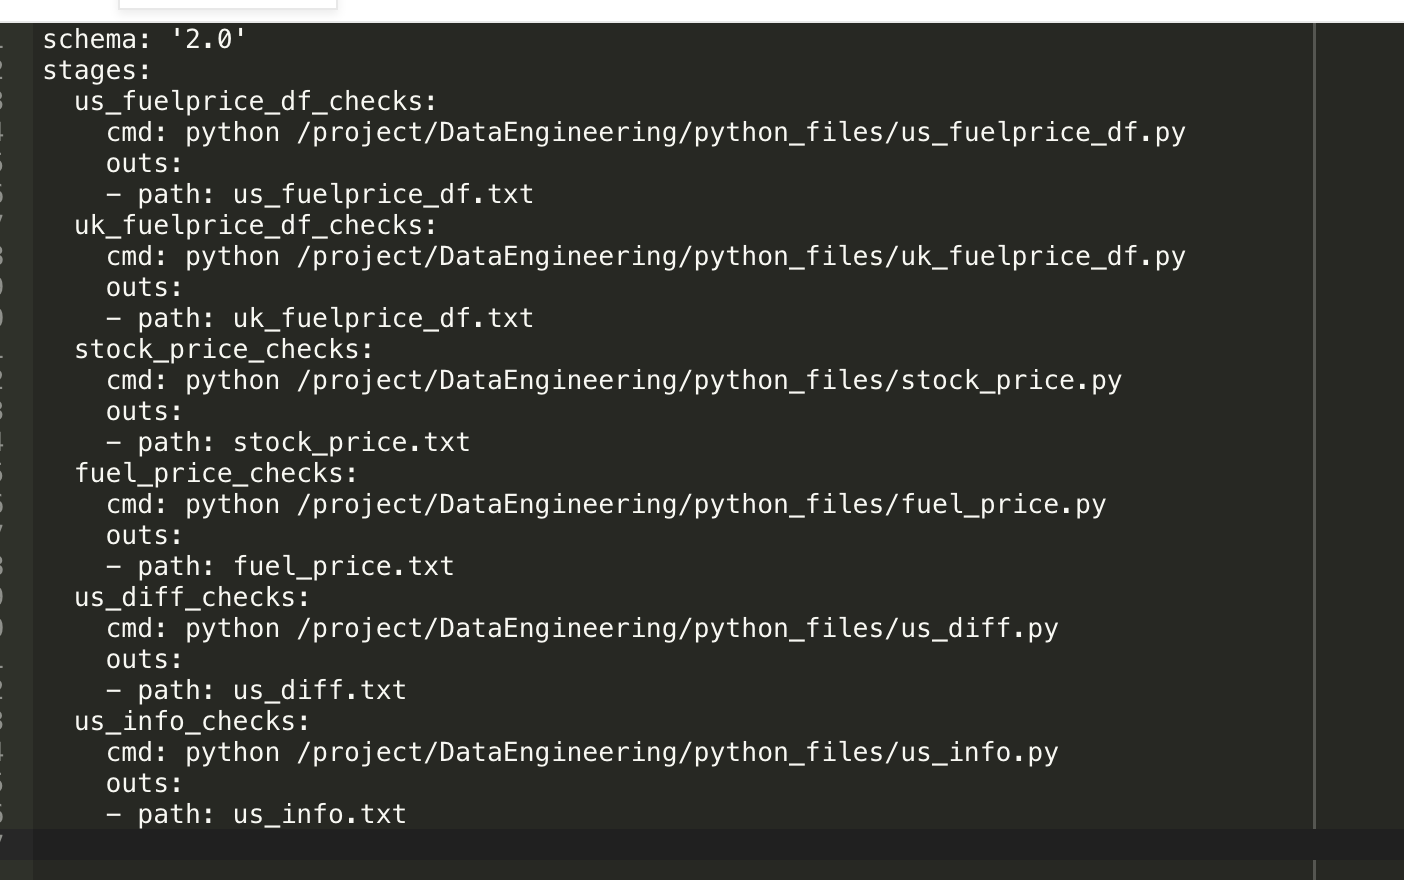 schema: '2.0'
stages:
  us_fuelprice_df_checks:
    cmd: python /project/DataEngineering/python_files/us_fuelprice_df.py
    outs:
    - path: us_fuelprice_df.txt
  uk_fuelprice_df_checks:
    cmd: python /project/DataEngineering/python_files/uk_fuelprice_df.py
    outs:
    - path: uk_fuelprice_df.txt
  stock_price_checks:
    cmd: python /project/DataEngineering/python_files/stock_price.py
    outs:
    - path: stock_price.txt
  fuel_price_checks:
    cmd: python /project/DataEngineering/python_files/fuel_price.py
    outs:
    - path: fuel_price.txt
  us_diff_checks:
    cmd: python /project/DataEngineering/python_files/us_diff.py
    outs:
    - path: us_diff.txt
  us_info_checks:
    cmd: python /project/DataEngineering/python_files/us_info.py
    outs:
    - path: us_info.txt